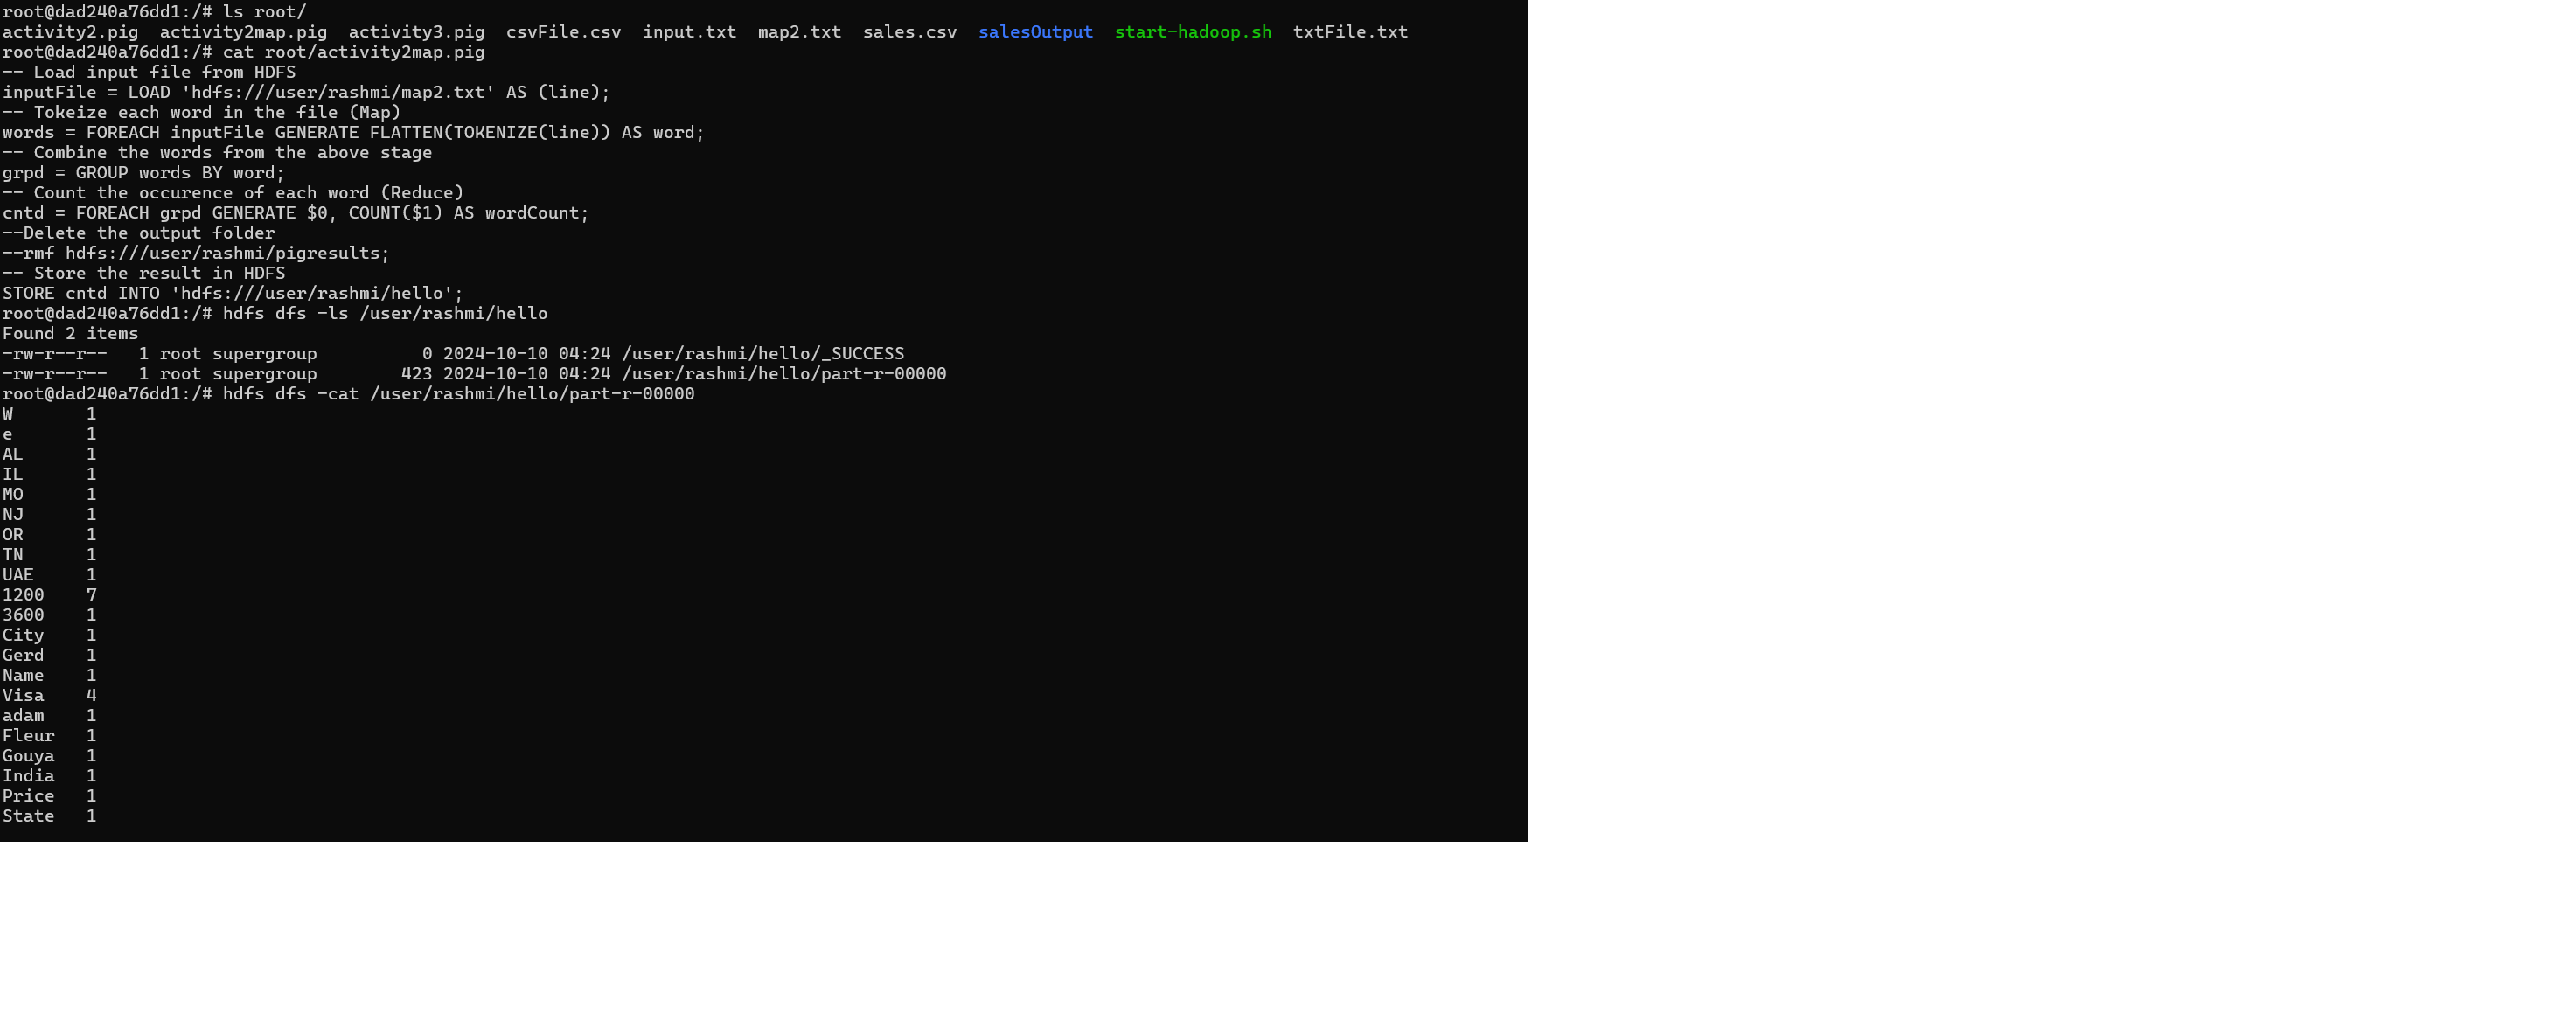 root@dad240a76dd1:/# ls root/
activity2.pig  activity2map.pig  activity3.pig  csvFile.csv  input.txt  map2.txt  sales.csv  salesOutput  start-hadoop.sh  txtFile.txt
root@dad240a76dd1:/# cat root/activity2map.pig
-- Load input file from HDFS
inputFile = LOAD 'hdfs:///user/rashmi/map2.txt' AS (line);
-- Tokeize each word in the file (Map)
words = FOREACH inputFile GENERATE FLATTEN(TOKENIZE(line)) AS word;
-- Combine the words from the above stage
grpd = GROUP words BY word;
-- Count the occurence of each word (Reduce)
cntd = FOREACH grpd GENERATE $0, COUNT($1) AS wordCount;
--Delete the output folder
--rmf hdfs:///user/rashmi/pigresults;
-- Store the result in HDFS
STORE cntd INTO 'hdfs:///user/rashmi/hello';
root@dad240a76dd1:/# hdfs dfs -ls /user/rashmi/hello
Found 2 items
-rw-r--r--   1 root supergroup          0 2024-10-10 04:24 /user/rashmi/hello/_SUCCESS
-rw-r--r--   1 root supergroup        423 2024-10-10 04:24 /user/rashmi/hello/part-r-00000
root@dad240a76dd1:/# hdfs dfs -cat /user/rashmi/hello/part-r-00000
W       1
e       1
AL      1
IL      1
MO      1
NJ      1
OR      1
TN      1
UAE     1
1200    7
3600    1
City    1
Gerd    1
Name    1
Visa    4
adam    1
Fleur   1
Gouya   1
India   1
Price   1
State   1